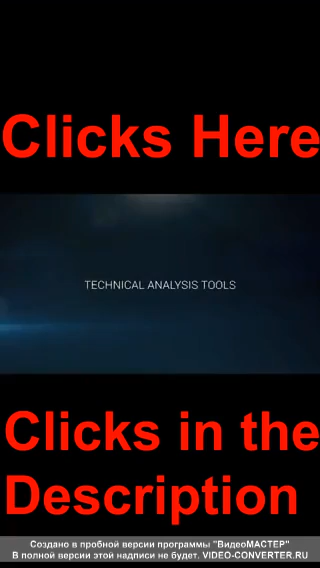 Clicks Here
TECHNICAL ANALYSIS TOOLS
Clicks in the
Description
Создано в пробной версии программы "ВидеоМАСТЕР"
В полной версии этой надписи не будет. VIDEO-CONVERTER.RU